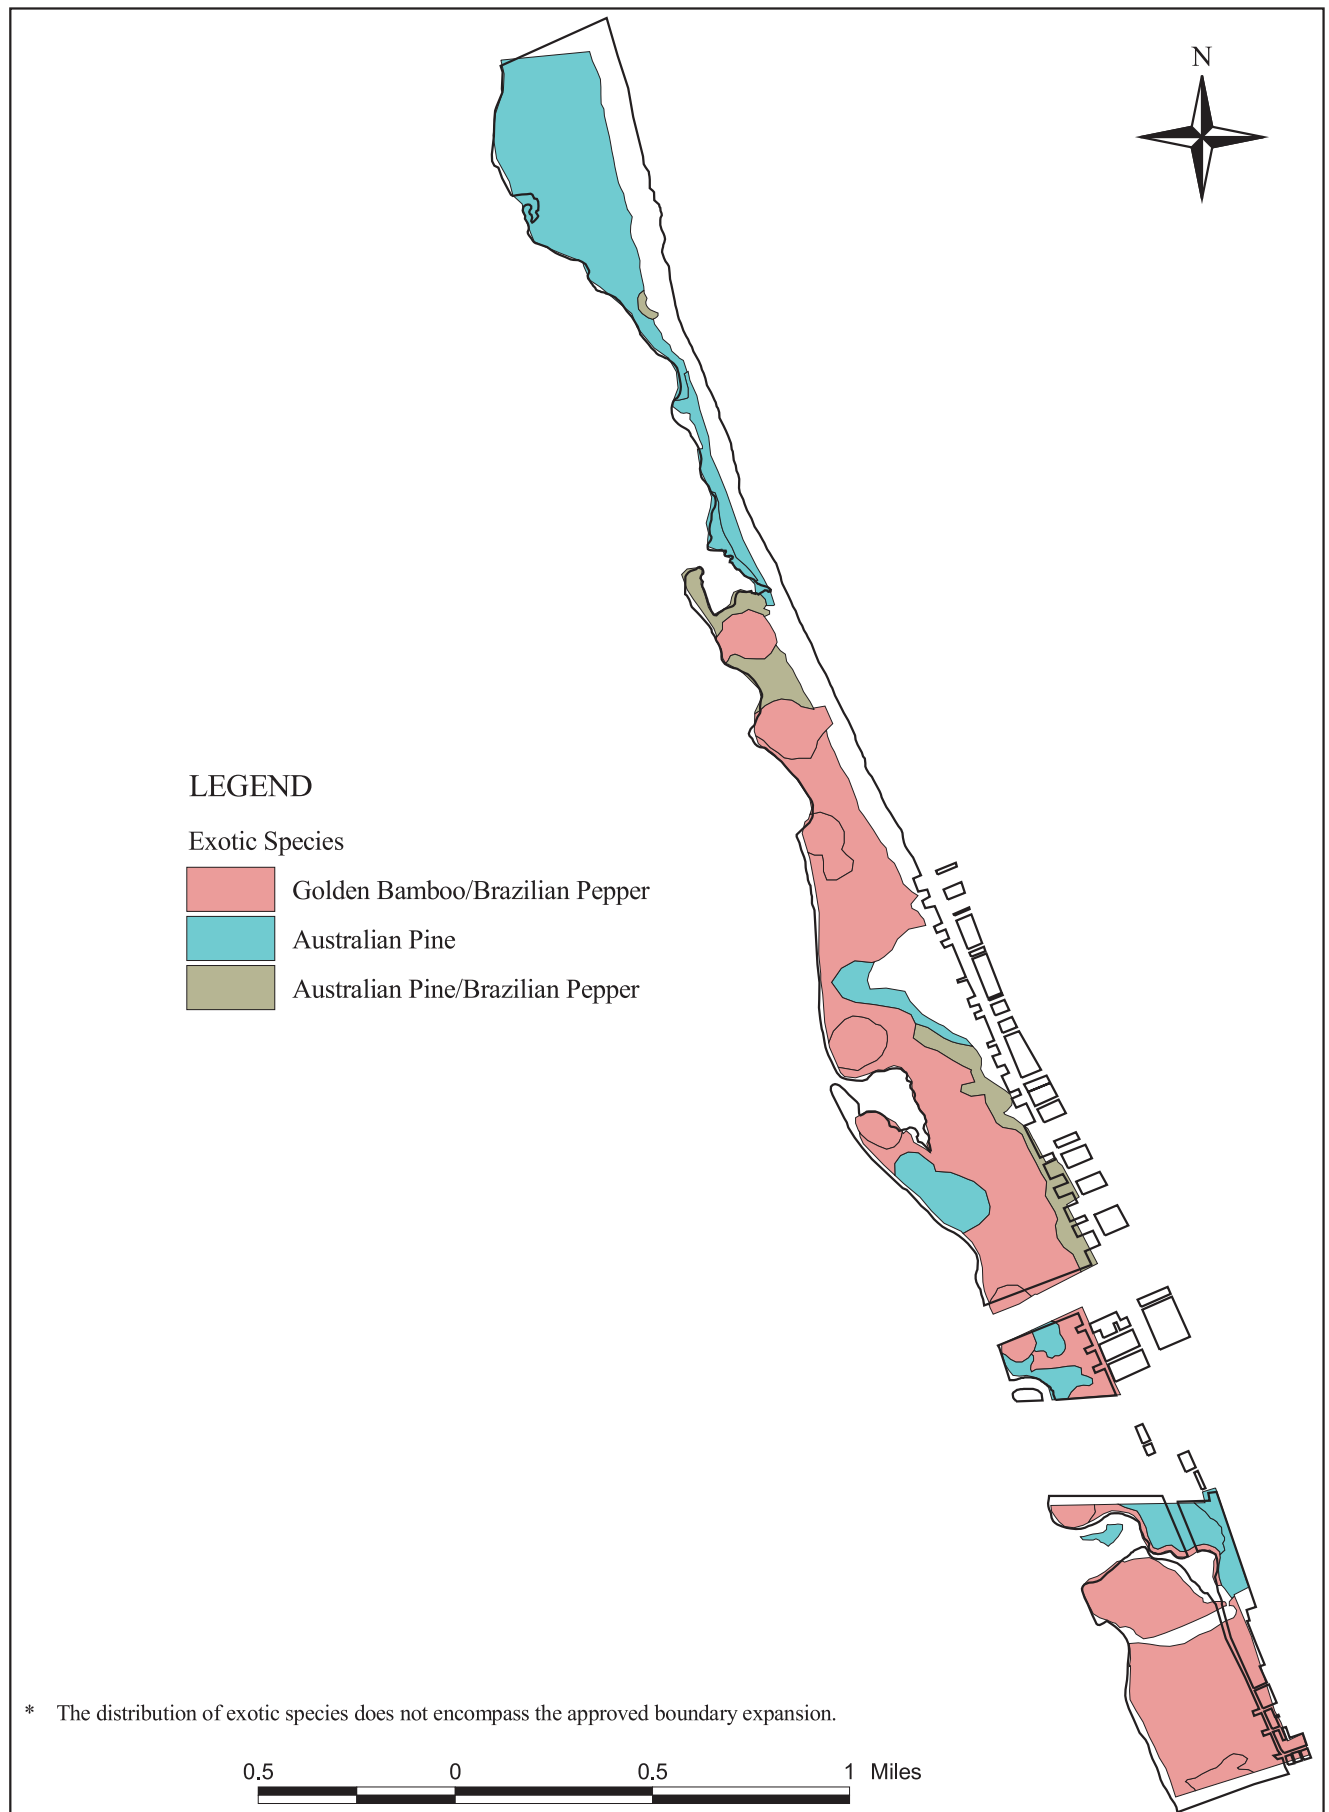 N
LEGEND
Exotic Species
Golden Bamboo/Brazilian Pepper
Australian Pine
Australian Pine/Brazilian Pepper
* The distribution of exotic species does not encompass the approved boundary expansion.
0.5 0 0.5 1 Miles